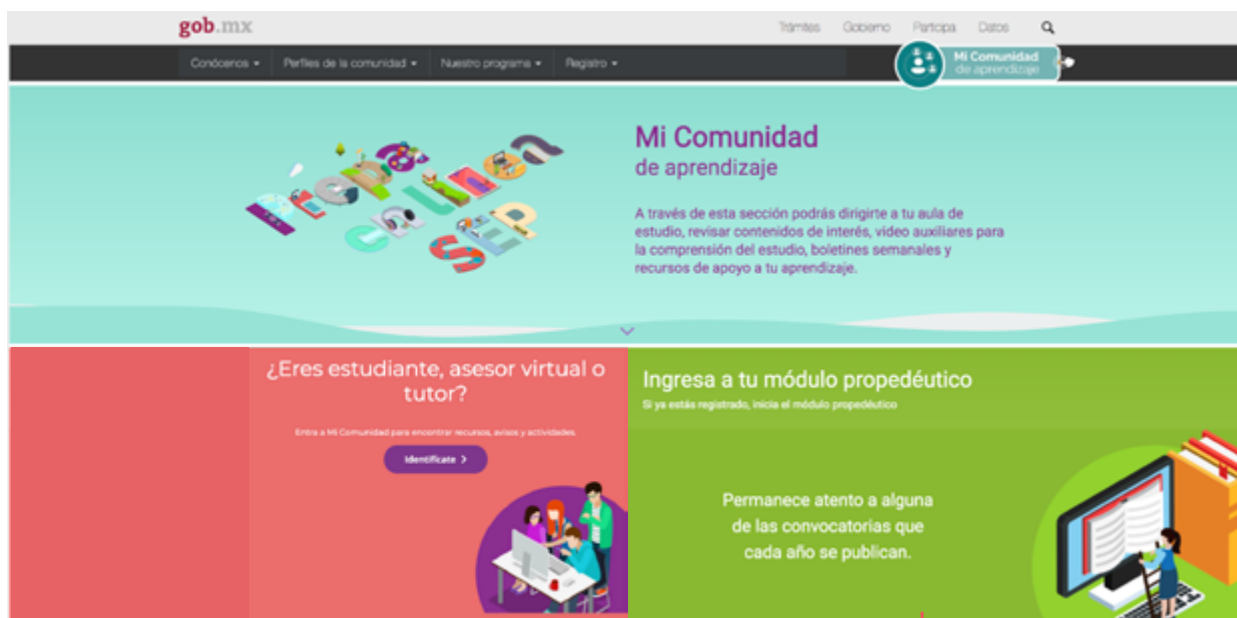 gob.mx
Trámites Gobierno Participa Datos
Conócenos Perfiles de la comunidad Nuestro programa Registro
Mi Comunidad
de aprendizaje
Prepa en Línea SEP
Mi Comunidad
de aprendizaje
A través de esta sección podrás dirigirte a tu aula de
estudio, revisar contenidos de interés, video auxiliares para
la comprensión del estudio, boletines semanales y
recursos de apoyo a tu aprendizaje.
¿Eres estudiante, asesor virtual o
tutor?
Entra a Mi Comunidad para encontrar recursos, avisos y actividades.
Identifícate
Ingresa a tu módulo propedéutico
Si ya estás registrado, inicia el módulo propedéutico
Permanece atento a alguna
de las convocatorias que
cada año se publican.